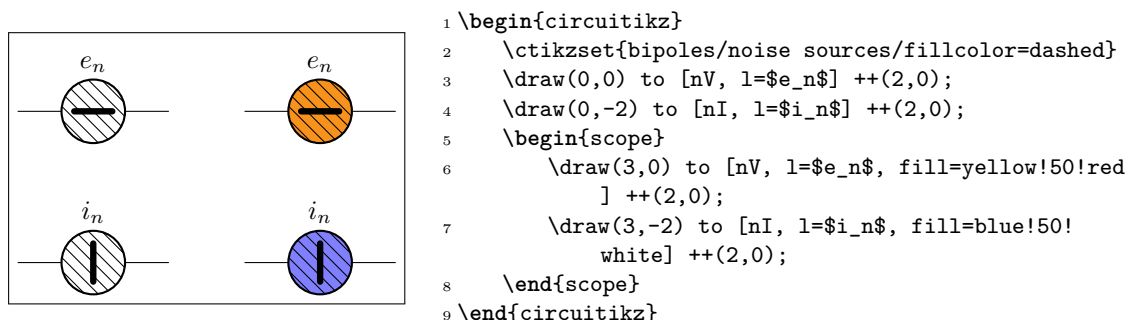 e_n e_n
i_n i_n
1 \begin{circuitikz}
2 \ctikzset{bipoles/noise sources/fillcolor=dashed}
3 \draw(0,0) to [nV, l=$e_n$] ++(2,0);
4 \draw(0,-2) to [nI, l=$i_n$] ++(2,0);
5 \begin{scope}
6 \draw(3,0) to [nV, l=$e_n$, fill=yellow!50!red
] ++(2,0);
7 \draw(3,-2) to [nI, l=$i_n$, fill=blue!50!
white] ++(2,0);
8 \end{scope}
9 \end{circuitikz}